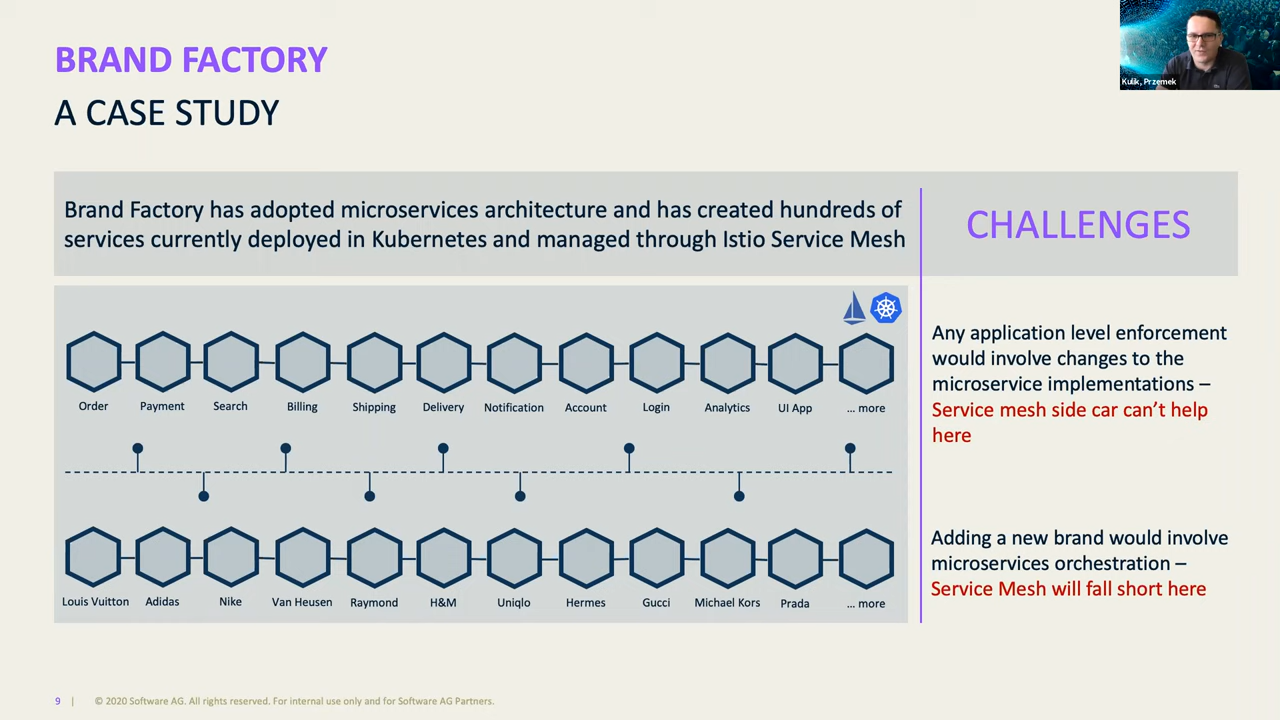 BRAND FACTORY
A CASE STUDY
Kulik, Przemek
Brand Factory has adopted microservices architecture and has created hundreds of
services currently deployed in Kubernetes and managed through Istio Service Mesh
CHALLENGES
Order Payment Search Billing Shipping Delivery Notification Account Login Analytics UI App ... more
Louis Vuitton Adidas Nike Van Heusen Raymond H&M Uniqlo Hermes Gucci Michael Kors Prada ... more
Any application level enforcement
would involve changes to the
microservice implementations –
Service mesh side car can't help
here
Adding a new brand would involve
microservices orchestration –
Service Mesh will fall short here
9 | © 2020 Software AG. All rights reserved. For internal use only and for Software AG Partners.